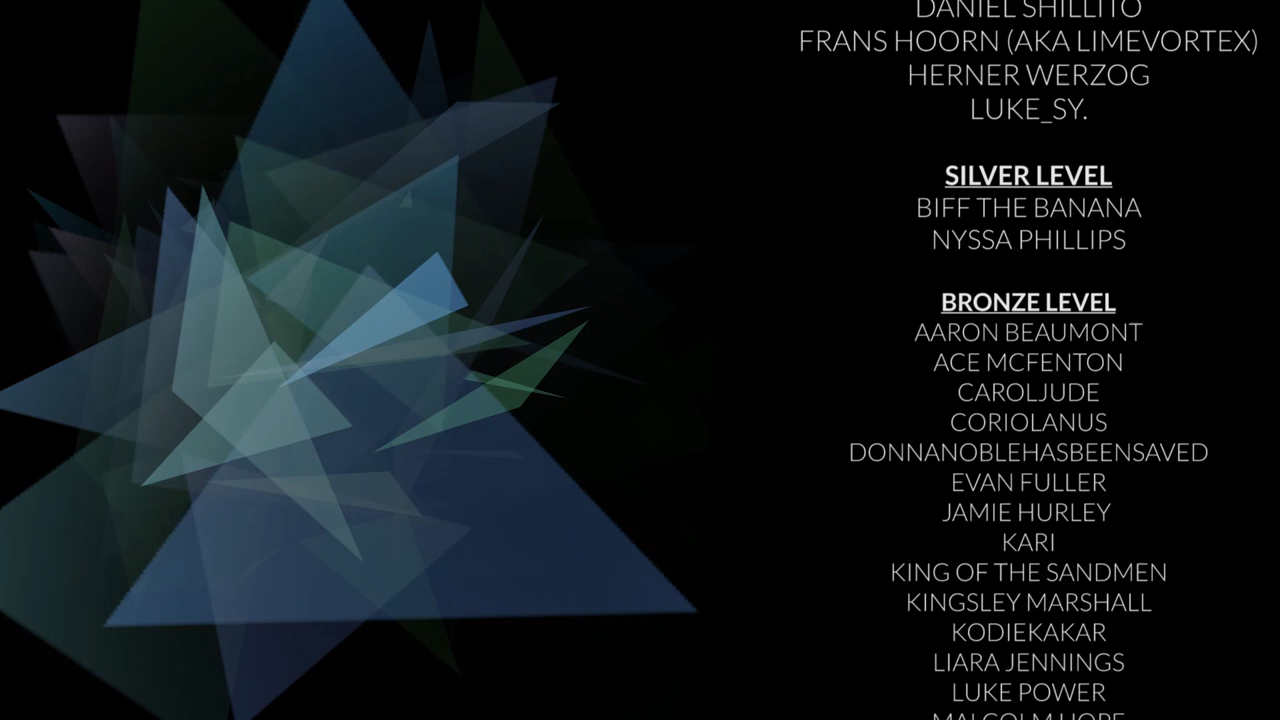 DANIEL SHILLITO
FRANS HOORN (AKA LIMEVORTEX)
HERNER WERZOG
LUKE_SY.
SILVER LEVEL
BIFF THE BANANA
NYSSA PHILLIPS
BRONZE LEVEL
AARON BEAUMONT
ACE MCFENTON
CAROLJUDE
CORIOLANUS
DONNANOBLEHASBEENSAVED
EVAN FULLER
JAMIE HURLEY
KARI
KING OF THE SANDMEN
KINGSLEY MARSHALL
KODIEKAKAR
LIARA JENNINGS
LUKE POWER
MALCOLM HOPE